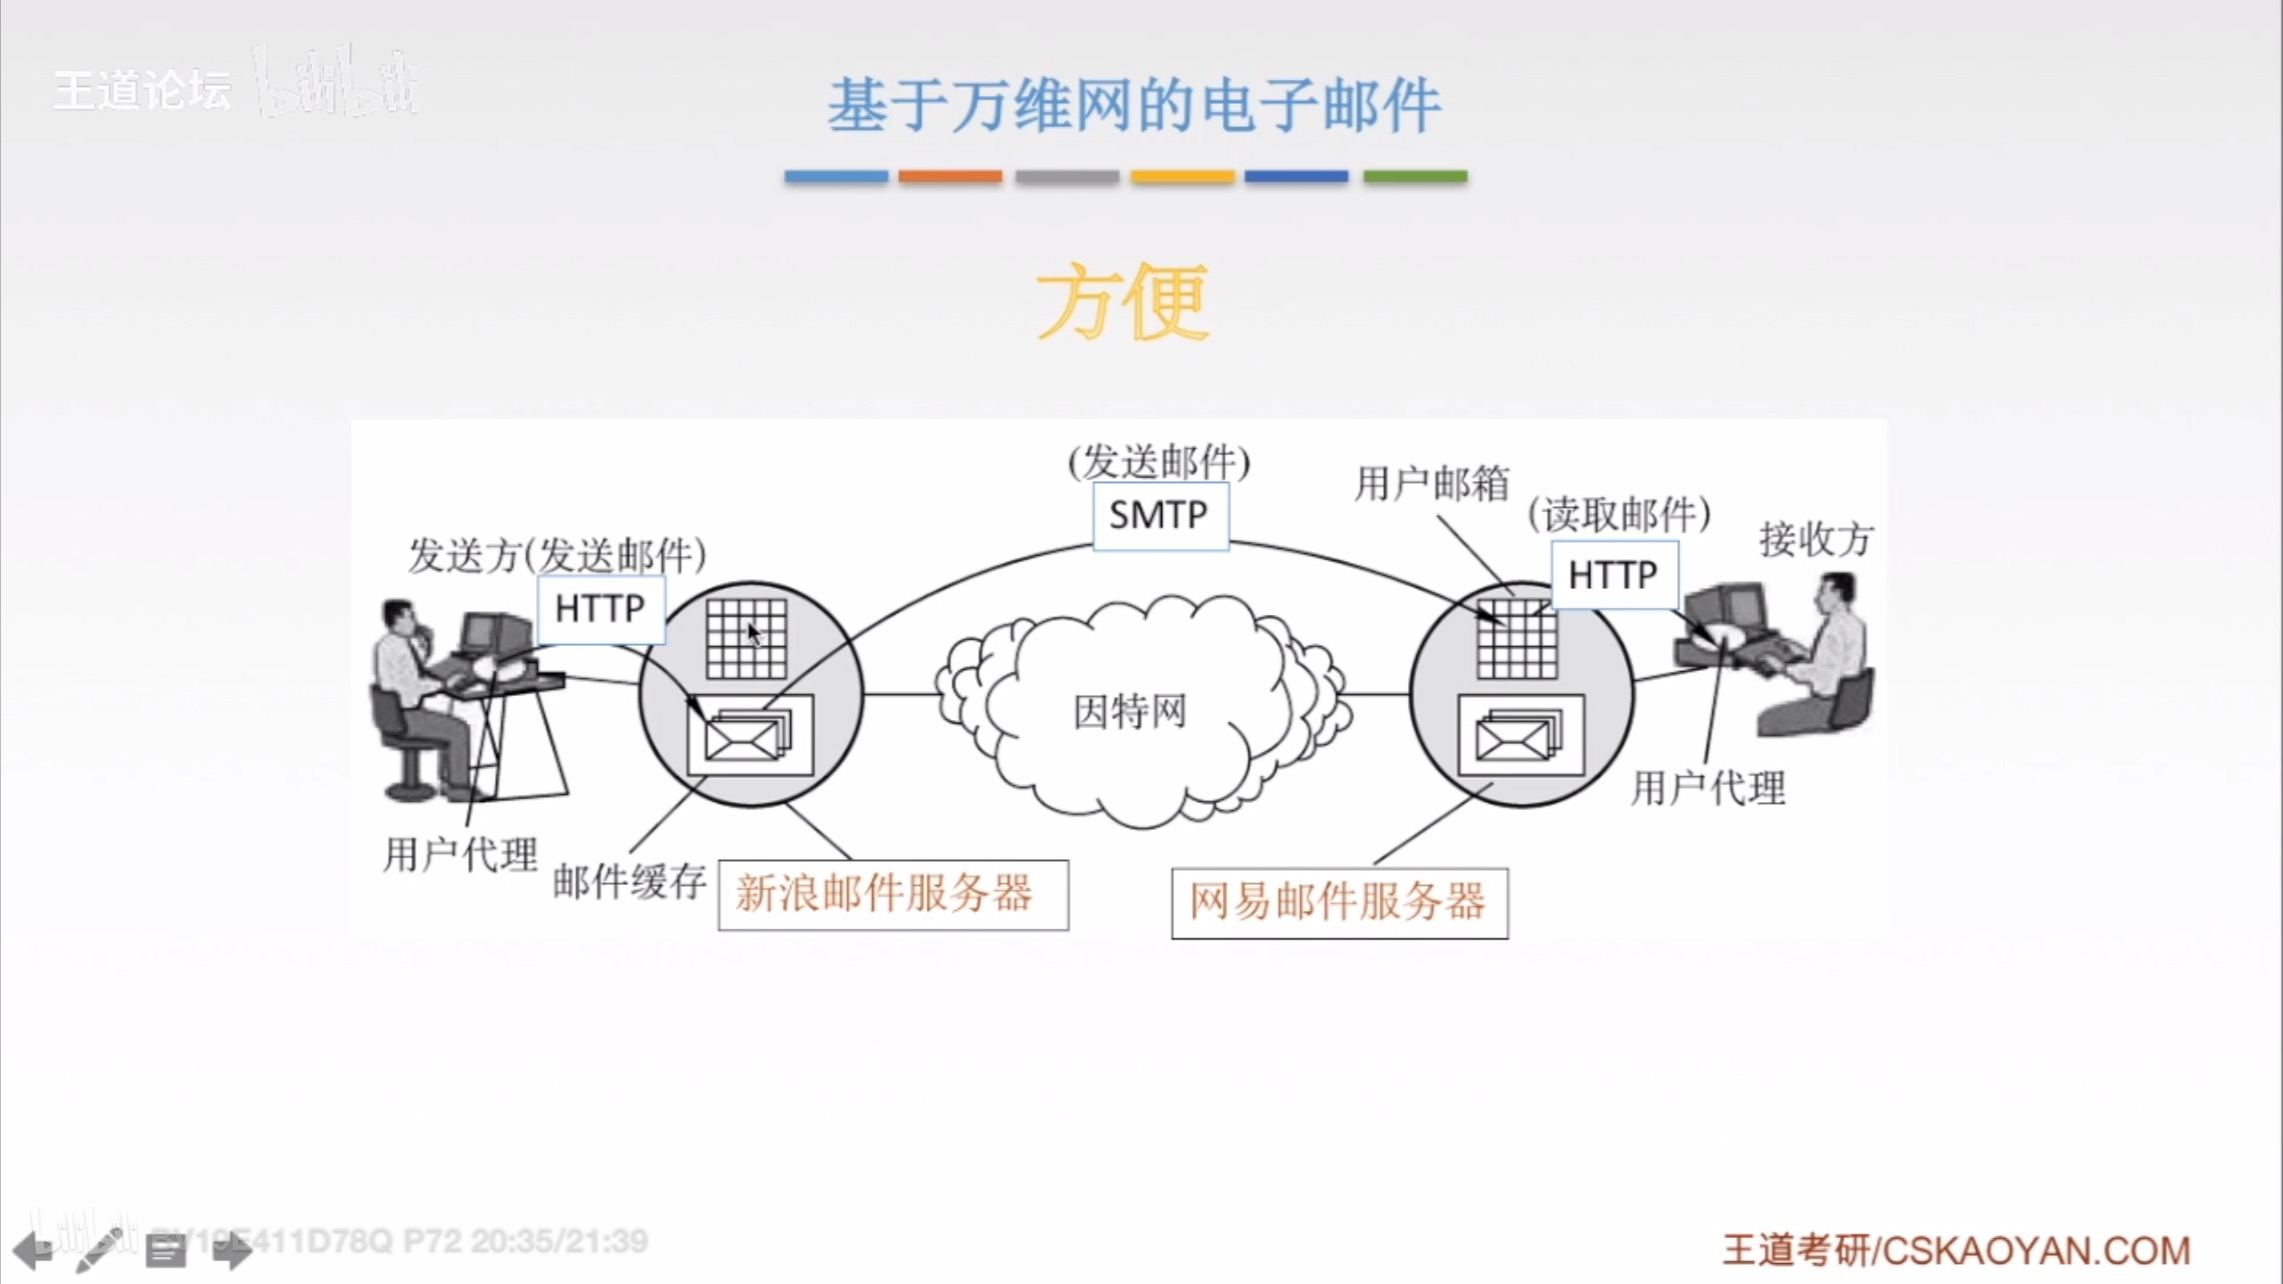 王道论坛 bilibili
基于万维网的电子邮件
方便
(发送邮件)
SMTP
用户邮箱
(读取邮件)
HTTP
接收方
发送方(发送邮件)
HTTP
因特网
用户代理
用户代理
邮件缓存
新浪邮件服务器
网易邮件服务器
bilibili BV19E411D78Q P72 20:35/21:39
王道考研/CSKAOYAN.COM